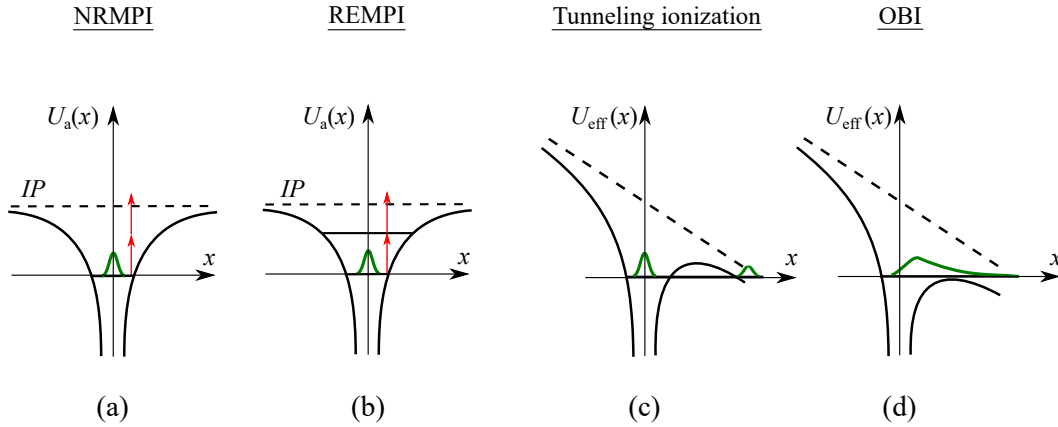 NRMPI
REMPI
Tunneling ionization
OBI
U_a(x)
U_a(x)
U_eff(x)
U_eff(x)
IP
IP
x
x
x
x
(a)
(b)
(c)
(d)